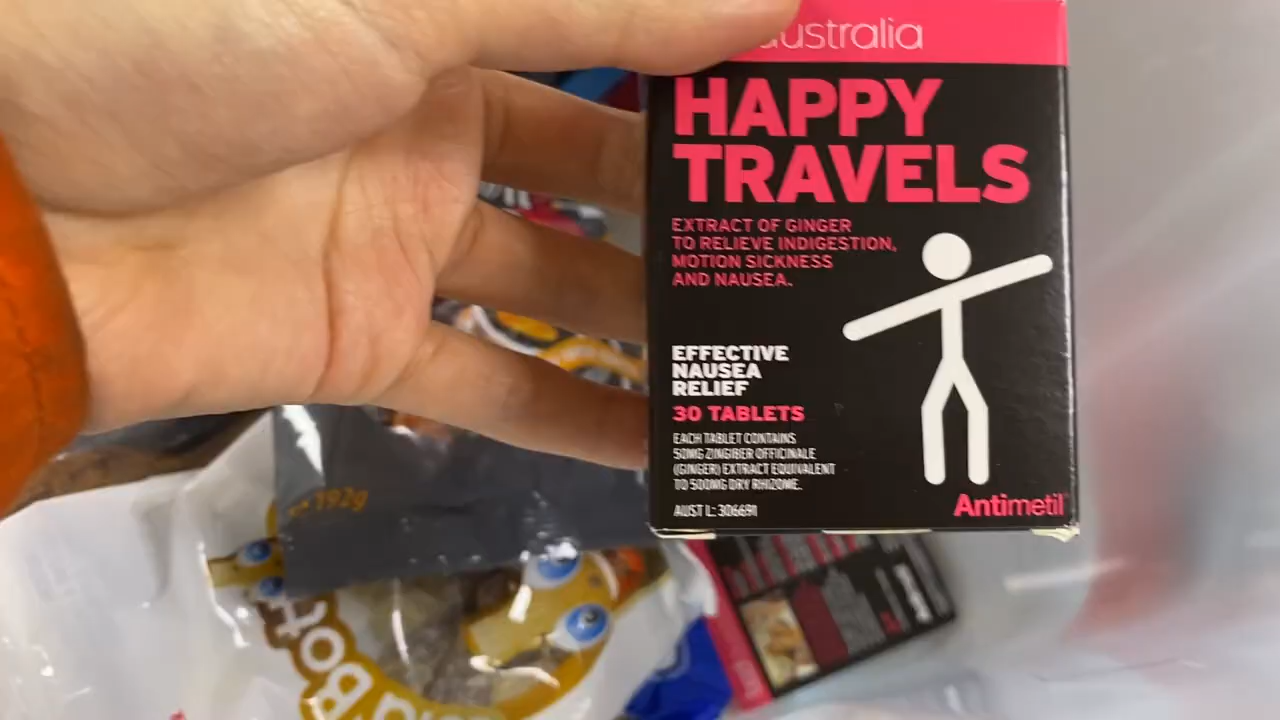 australia
HAPPY
TRAVELS
EXTRACT OF GINGER
TO RELIEVE INDIGESTION,
MOTION SICKNESS
AND NAUSEA.
EFFECTIVE
NAUSEA
RELIEF
30 TABLETS
EACH TABLET CONTAINS
50MG ZINGIBER OFFICINALE
(GINGER) EXTRACT EQUIVALENT
TO 500MG DRY RHIZOME.
AUST L: 306691
Antimetil
192g